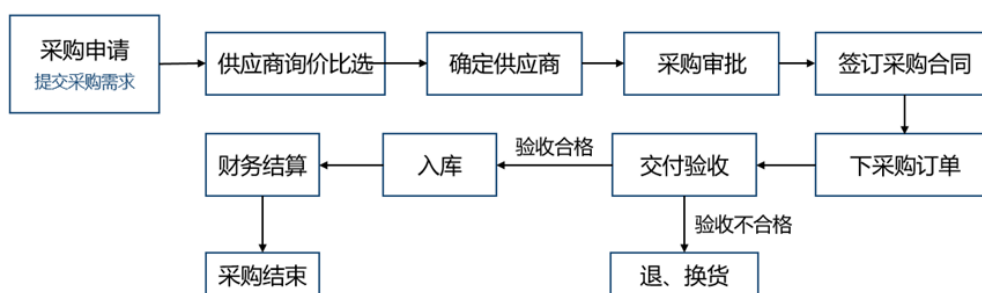 采购申请
提交采购需求
供应商询价比选
确定供应商
采购审批
签订采购合同
下采购订单
交付验收
验收合格
入库
财务结算
验收不合格
退、换货
采购结束